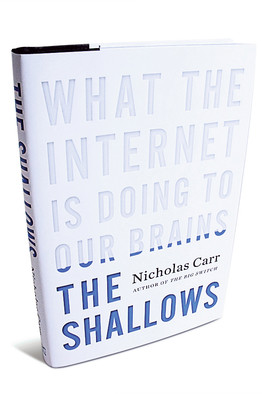 WHAT THE
INTERNET
IS DOING TO
OUR BRAINS
THE
SHALLOWS
Nicholas Carr
AUTHOR OF THE BIG SWITCH
THE SHALLOWS